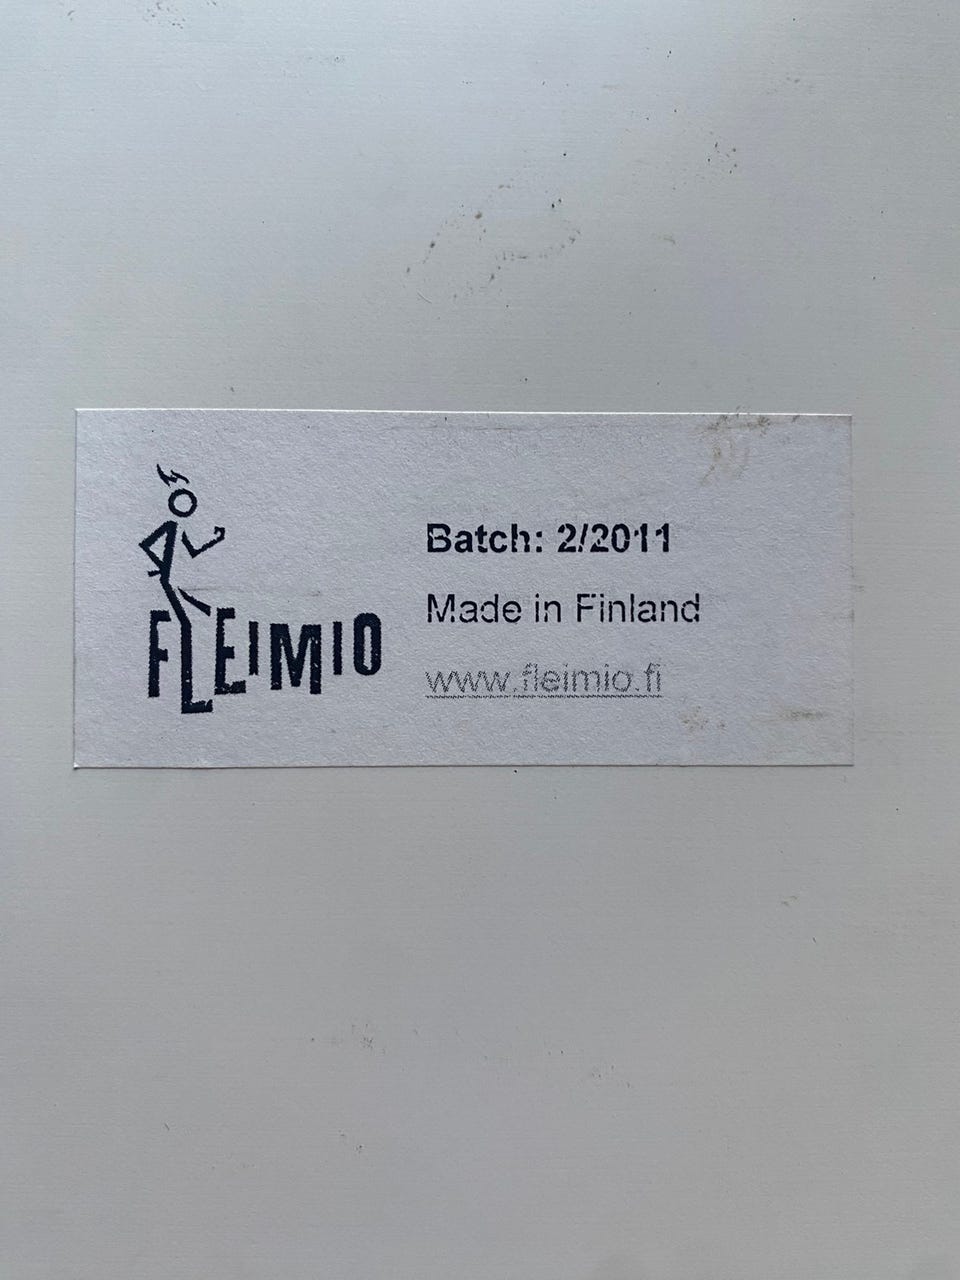 FLEIMIO
Batch: 2/2011
Made in Finland
www.fleimio.fi